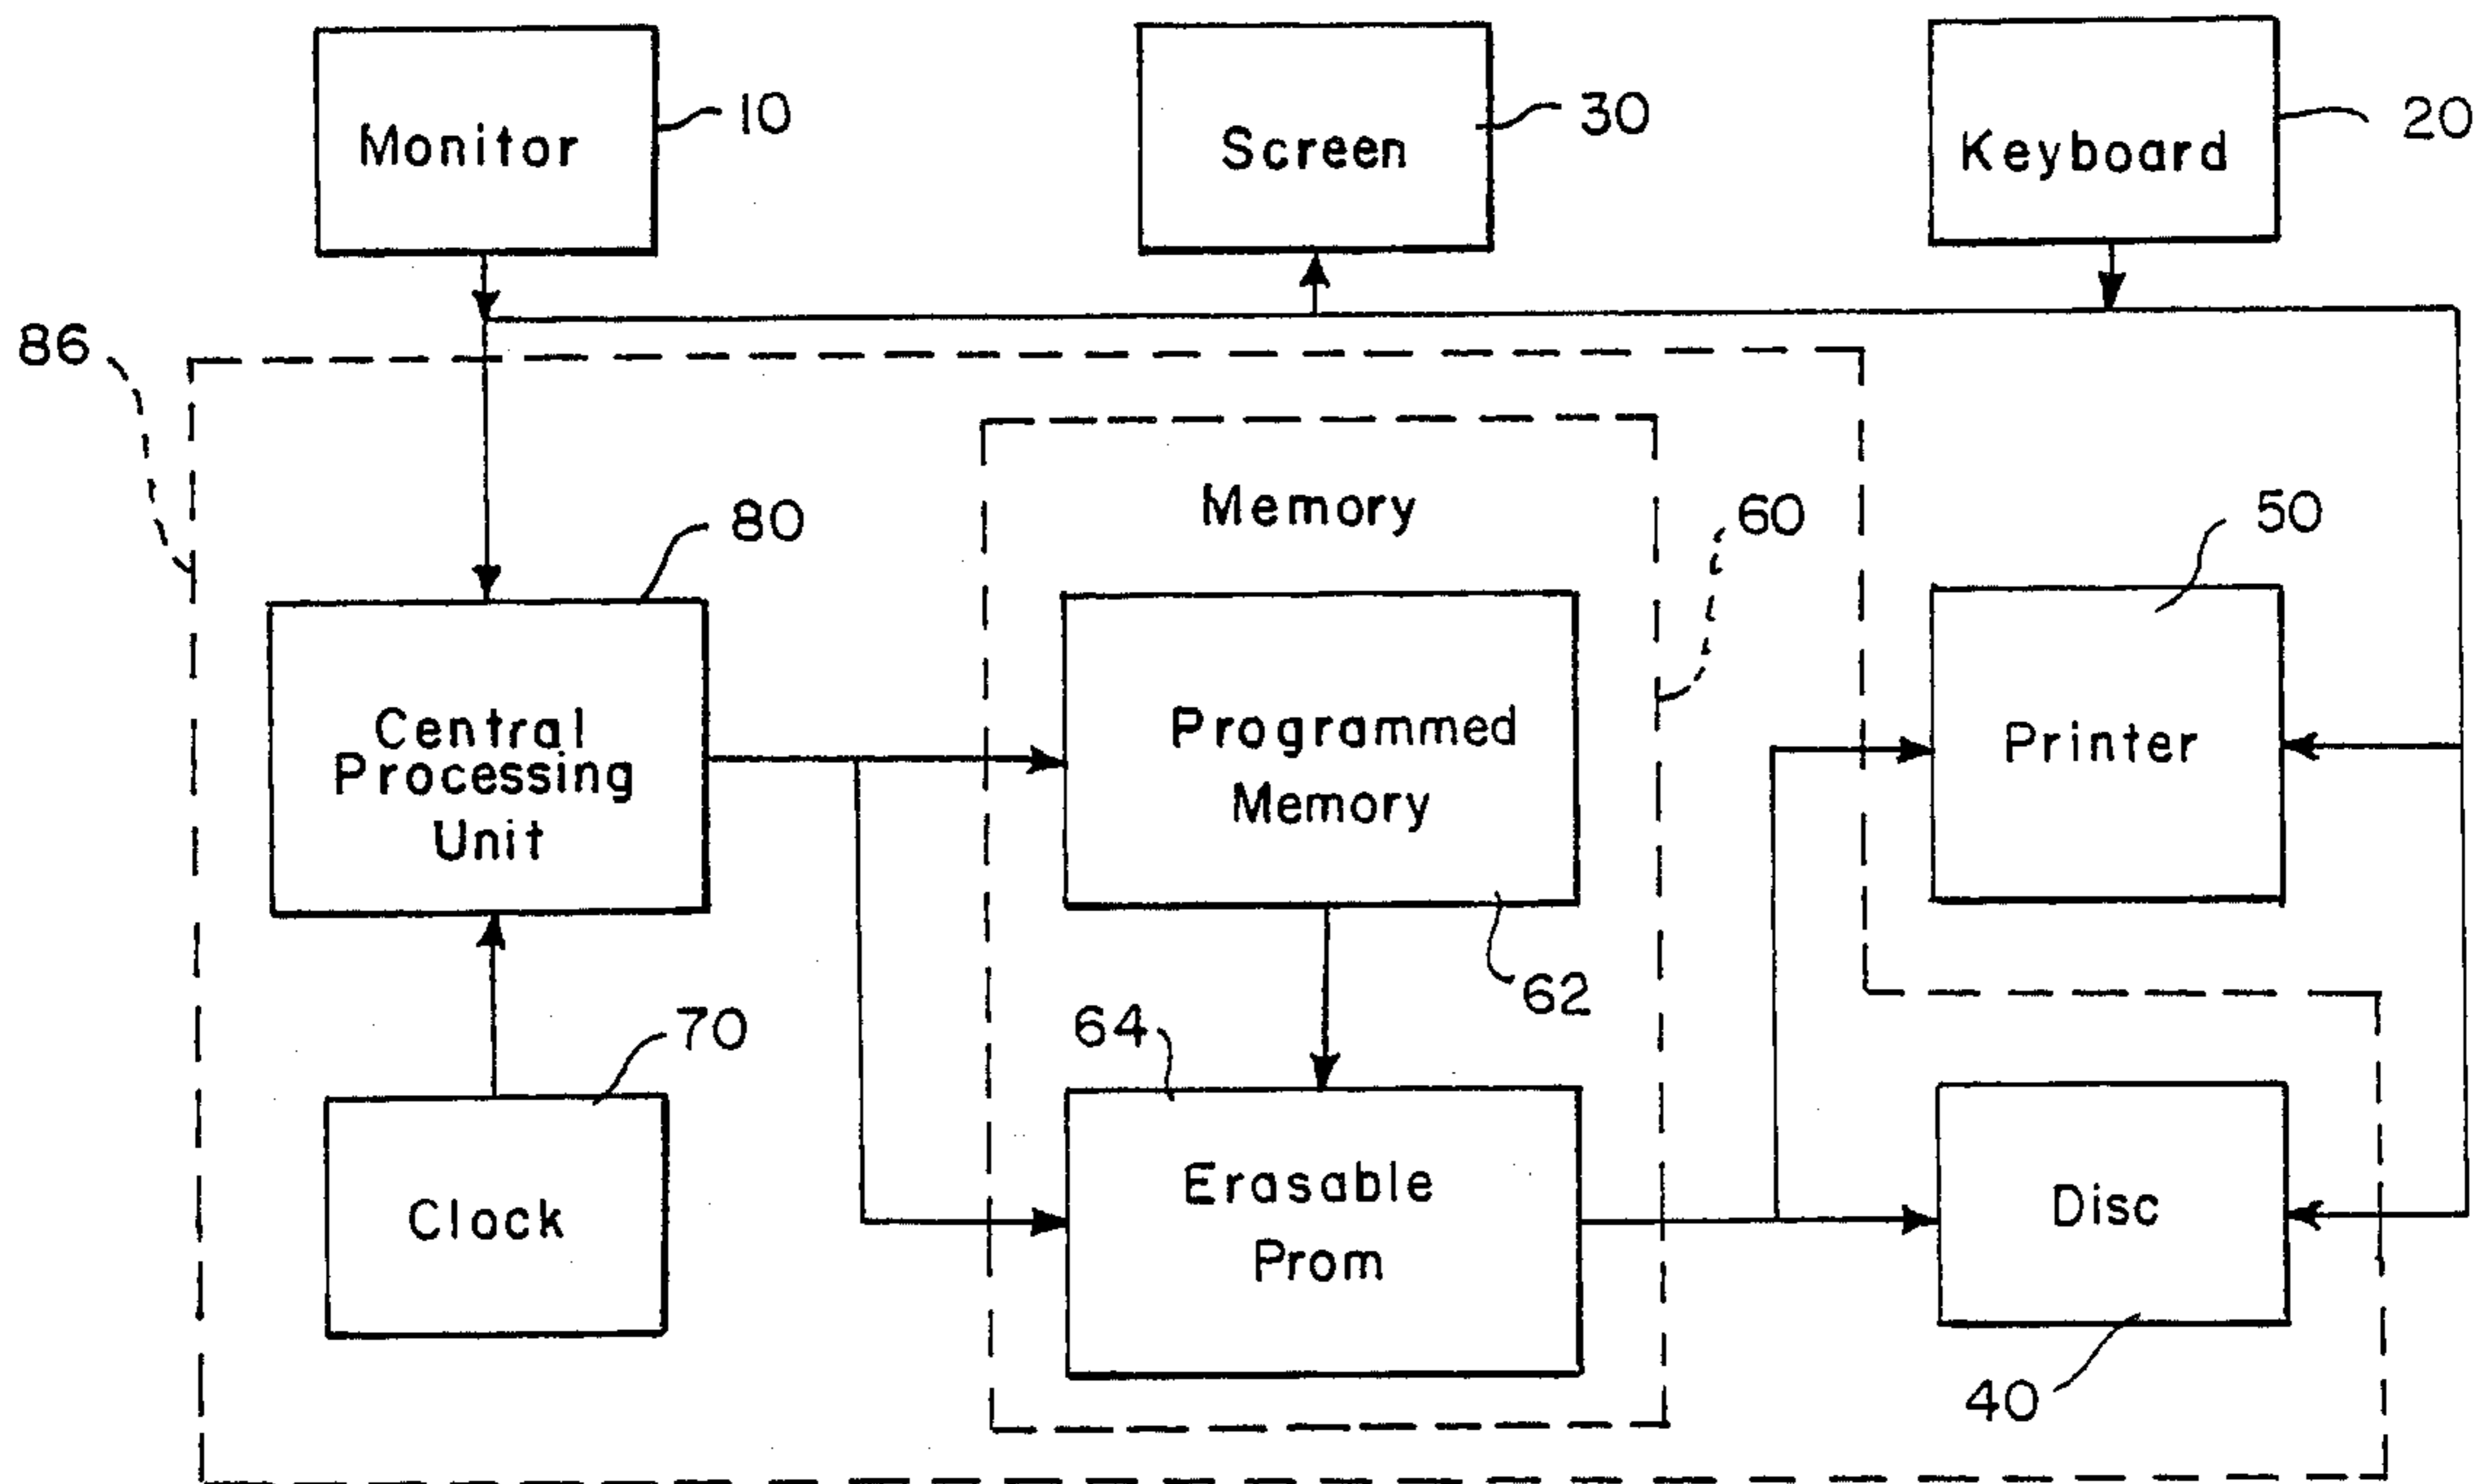 Monitor
10
Screen
30
Keyboard
20
86
Memory
60
80
Central
Processing
Unit
Programmed
Memory
62
50
Printer
70
Clock
64
Erasable
Prom
Disc
40